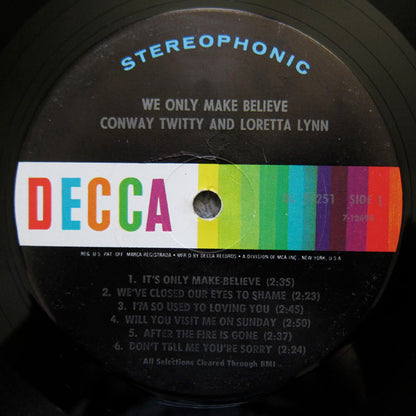 STEREOPHONIC
WE ONLY MAKE BELIEVE
CONWAY TWITTY AND LORETTA LYNN
DECCA
SIDE 1
REG. U.S. PAT. OFF. MARCA REGISTRADA • MFR'D BY DECCA RECORDS • A DIVISION OF MCA INC., NEW YORK, U.S.A
1. IT'S ONLY MAKE-BELIEVE (2:35)
2. WE'VE CLOSED OUR EYES TO SHAME (2:23)
3. I'M SO USED TO LOVING YOU (2:45)
4. WILL YOU VISIT ME ON SUNDAY (2:50)
5. AFTER THE FIRE IS GONE (2:37)
6. DON'T TELL ME YOU'RE SORRY (2:24)
All Selections Cleared Through BMI